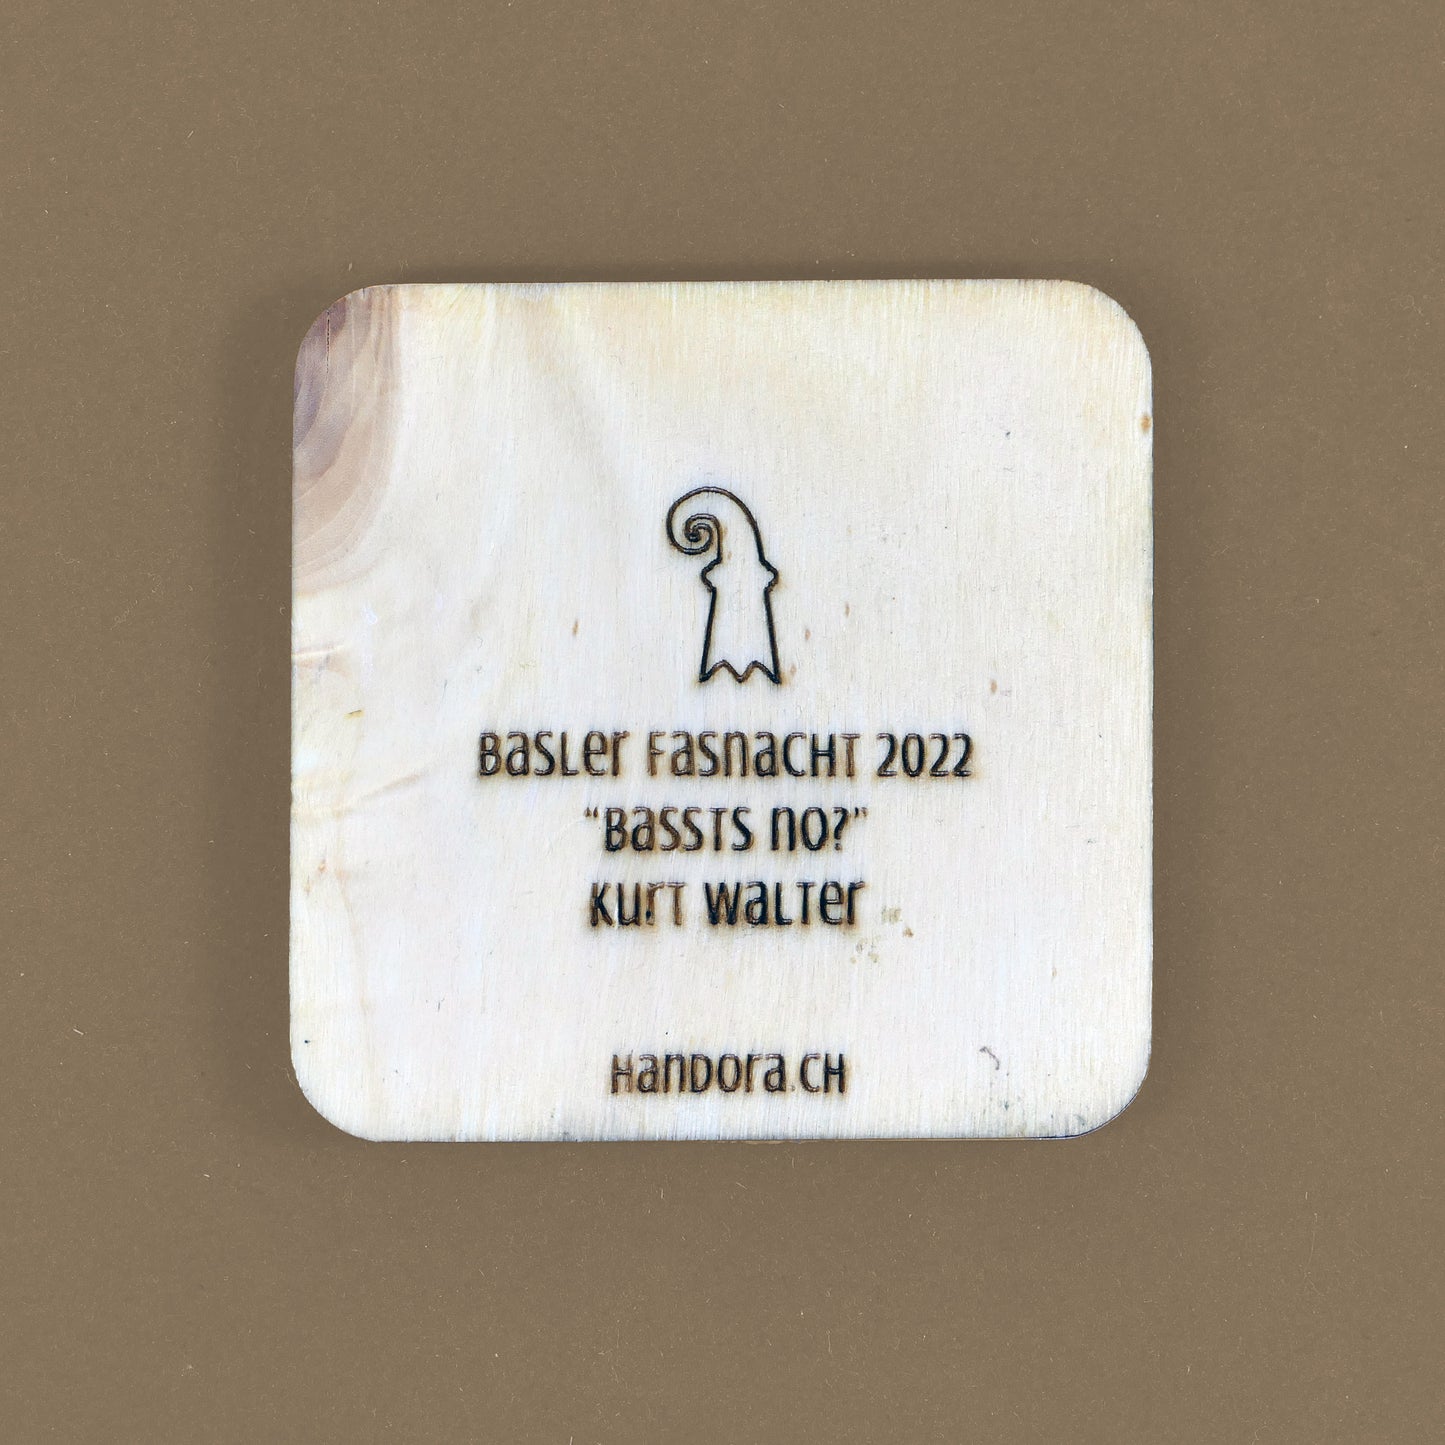 Basler Fasnacht 2022
“Bassts no?”
Kurt Walter
Handora.ch